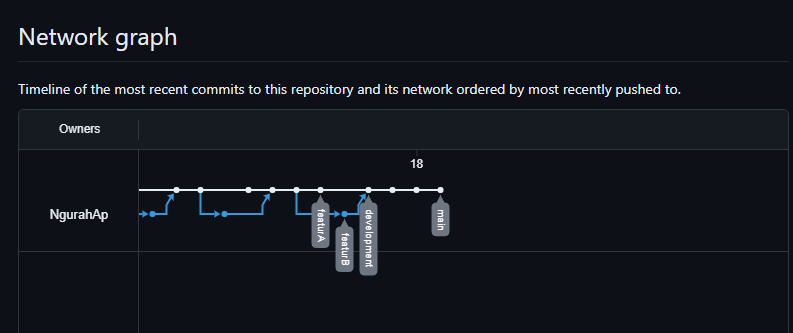 Network graph
Timeline of the most recent commits to this repository and its network ordered by most recently pushed to.
Owners
18
NgurahAp
featurA
featurB
development
main